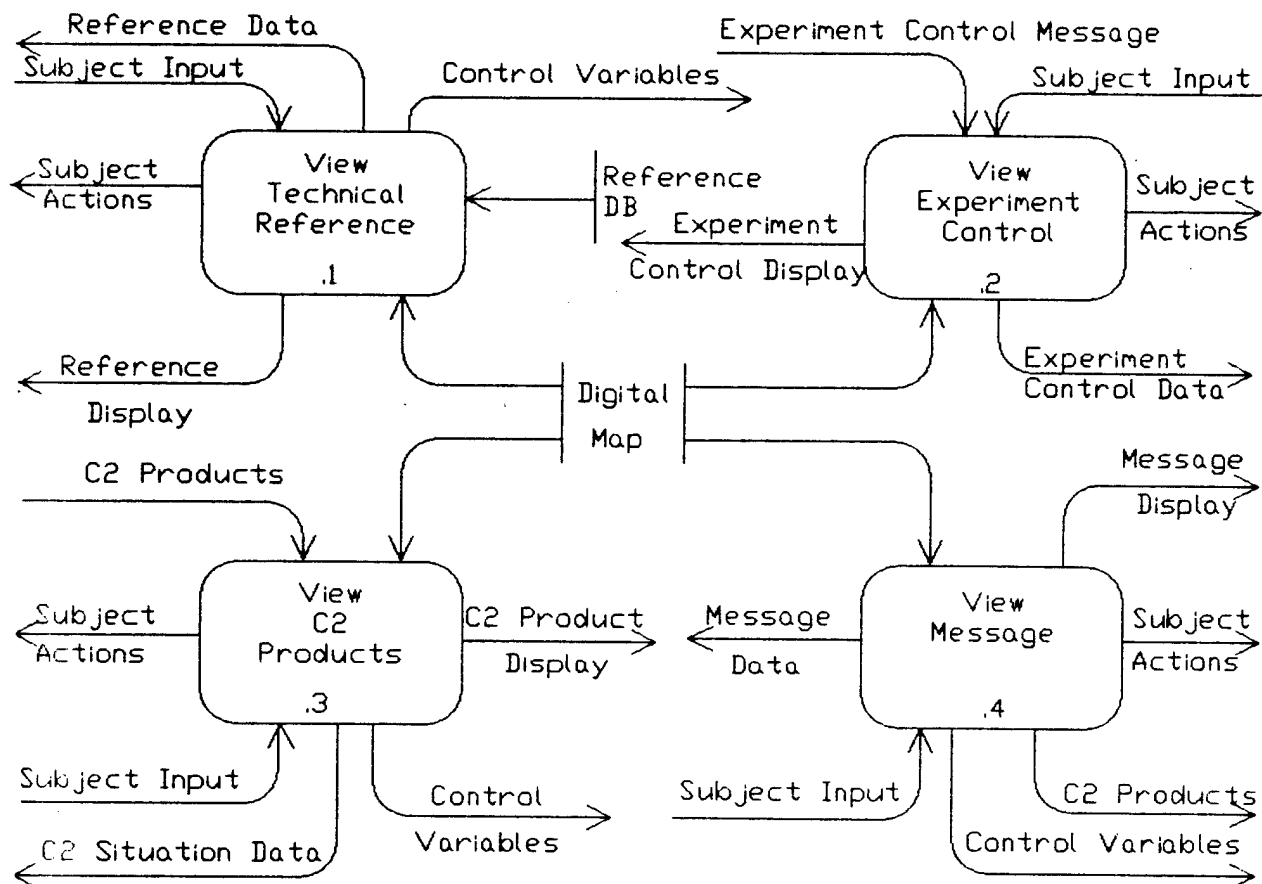 Reference Data
Subject Input
Control Variables
Experiment Control Message
Subject Input
Subject
Actions
View
Technical
Reference
.1
Reference
DB
View
Experiment
Control
.2
Subject
Actions
Experiment
Control Display
Reference
Display
Digital
Map
Experiment
Control Data
C2 Products
Message
Display
Subject
Actions
View
C2
Products
.3
C2 Product
Display
Message
Data
View
Message
.4
Subject
Actions
Subject Input
Control
Variables
C2 Situation Data
Subject Input
C2 Products
Control Variables